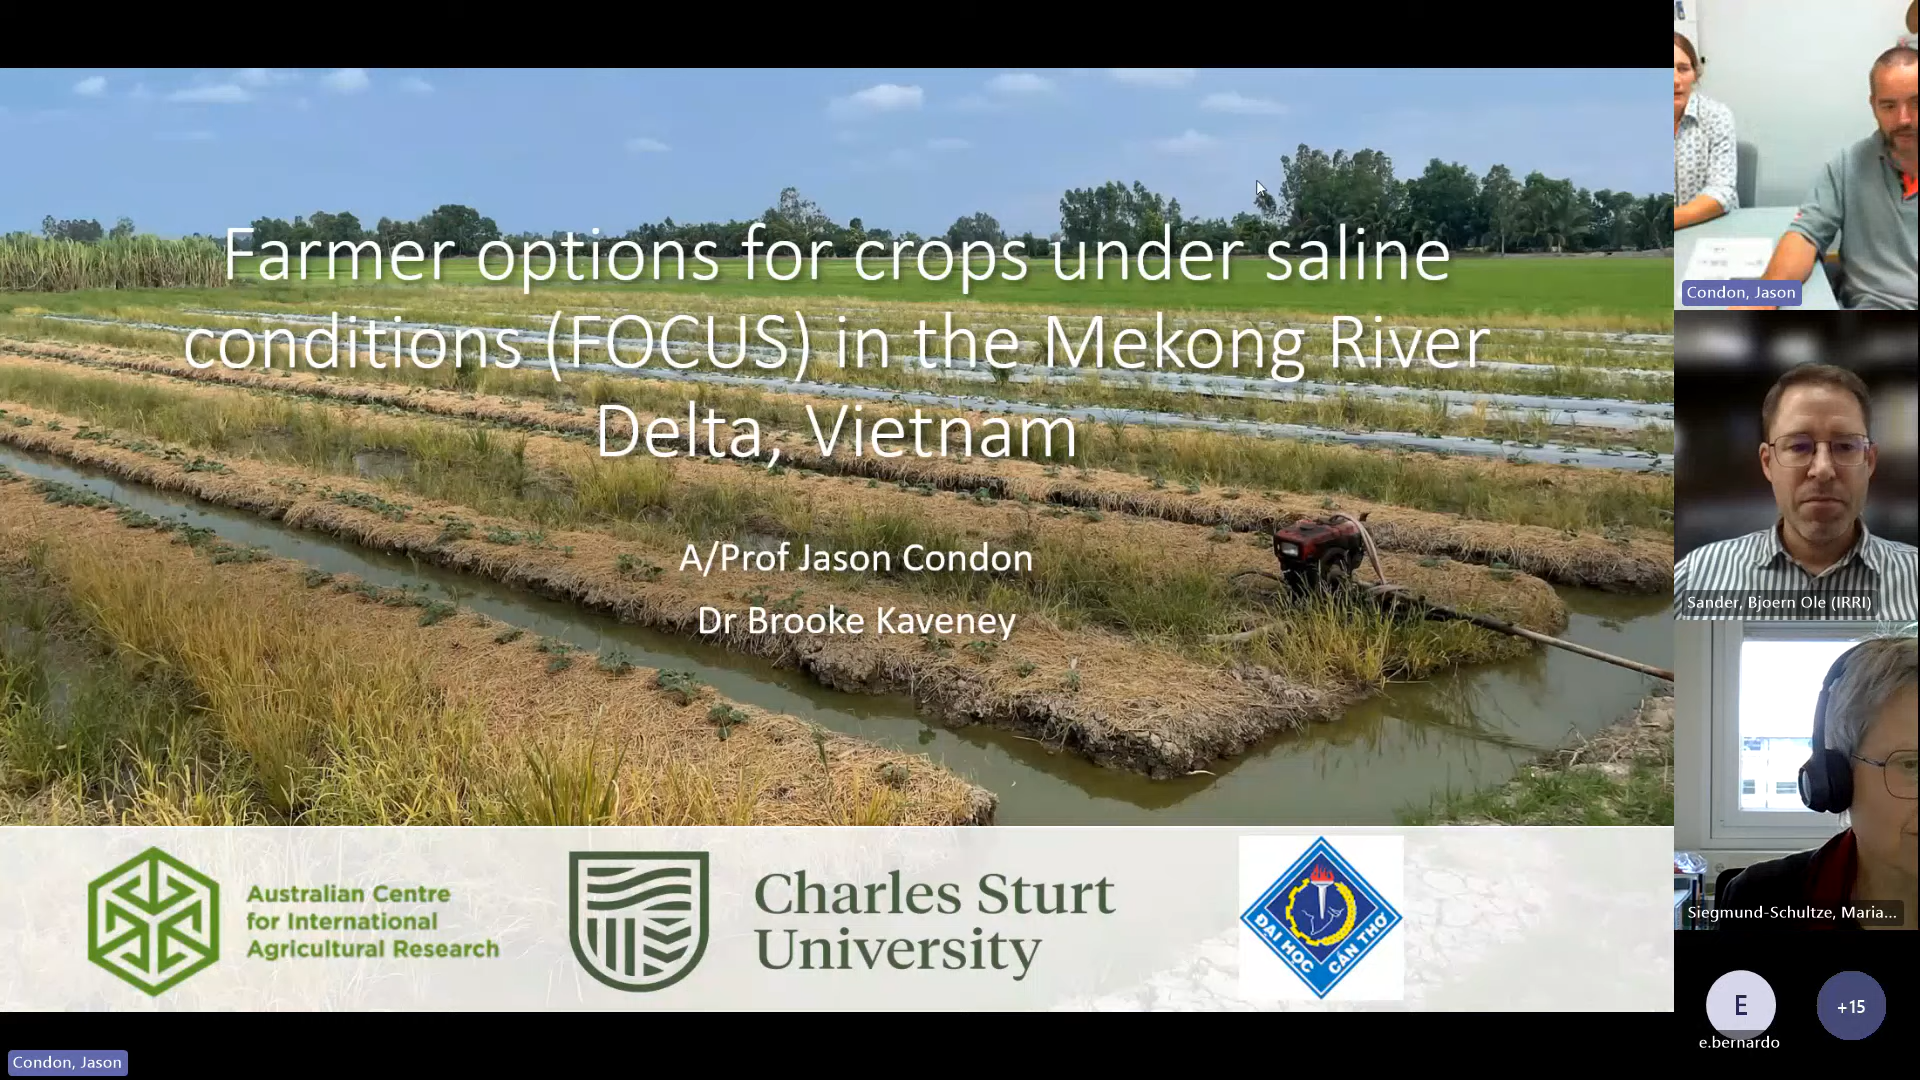 Farmer options for crops under saline
conditions (FOCUS) in the Mekong River
Delta, Vietnam
A/Prof Jason Condon
Dr Brooke Kaveney
Australian Centre
for International
Agricultural Research
Charles Sturt
University
ĐẠI HỌC CẦN THƠ
Condon, Jason
Condon, Jason
Sander, Bjoern Ole (IRRI)
Siegmund-Schultze, Maria...
E
+15
e.bernardo